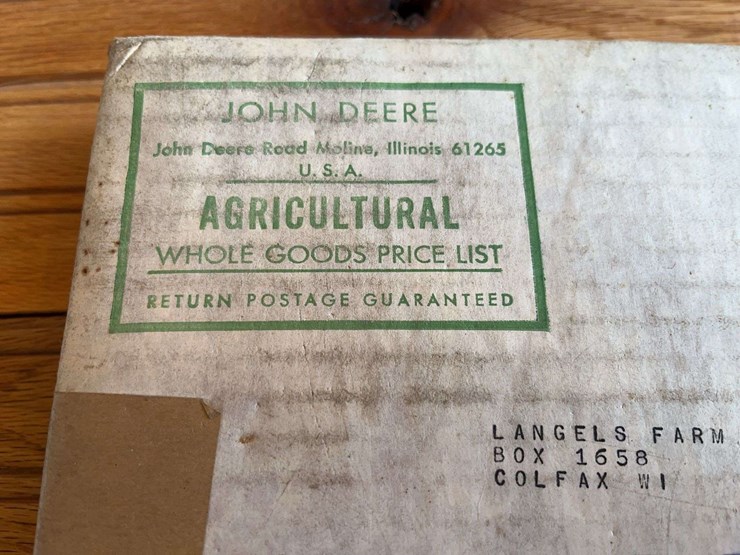 JOHN DEERE
John Deere Road Moline, Illinois 61265
U. S. A.
AGRICULTURAL
WHOLE GOODS PRICE LIST
RETURN POSTAGE GUARANTEED
LANGELS FARM
BOX 1658
COLFAX WI